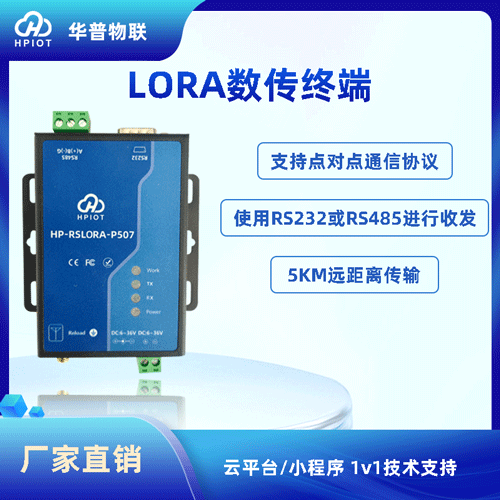 HPIOT
华普物联
LORA数传终端
支持点对点通信协议
使用RS232或RS485进行收发
5KM远距离传输
RS485
A(+)B(-)G
RS232
HPIOT
HP-RSLORA-P507
CE FC
Work
TX
RX
Power
Reload
DC:6~36V DC:6~36V
厂家直销
云平台/小程序 1v1技术支持